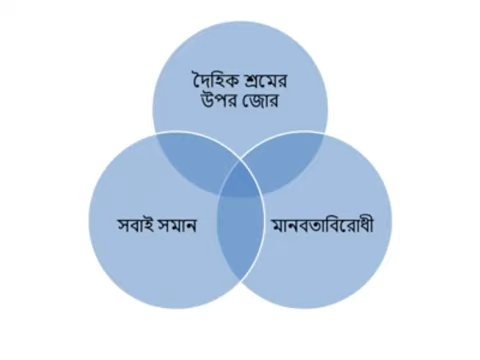 দৈহিক শ্রমের
উপর জোর
সবাই সমান
মানবতাবিরোধী